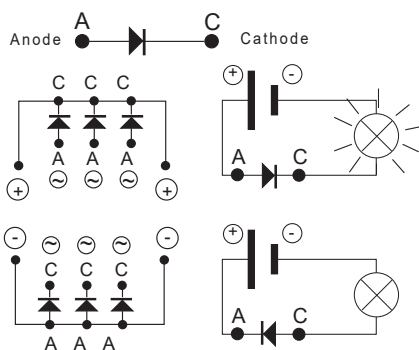 Anode A C Cathode
C C C
A A A
+ ~ ~ ~ +
+ -
A C
- ~ ~ ~ -
C C C
A A A
+ -
A C